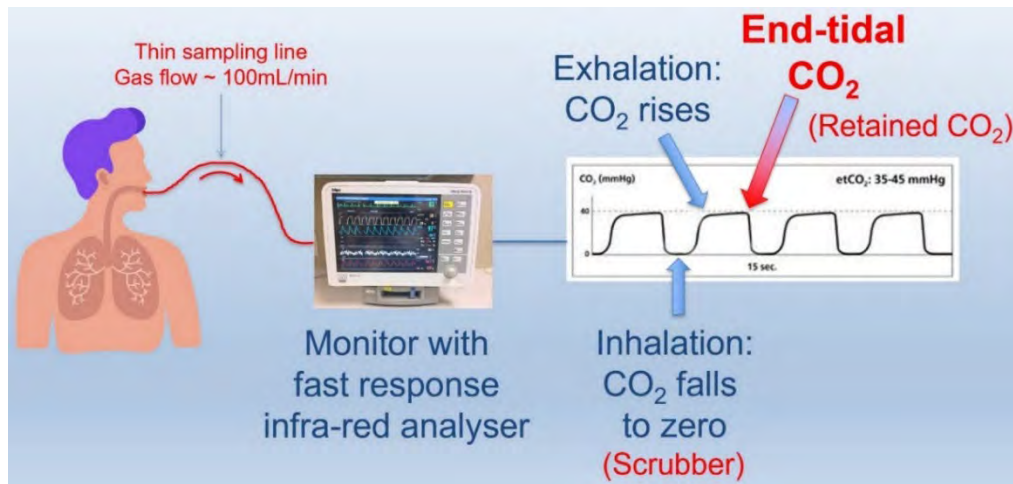 Thin sampling line
Gas flow ~ 100mL/min
Exhalation:
CO₂ rises
End-tidal
CO₂
(Retained CO₂)
CO₂ (mmHg)
etCO₂: 35-45 mmHg
0
15 sec.
Monitor with
fast response
infra-red analyser
Inhalation:
CO₂ falls
to zero
(Scrubber)